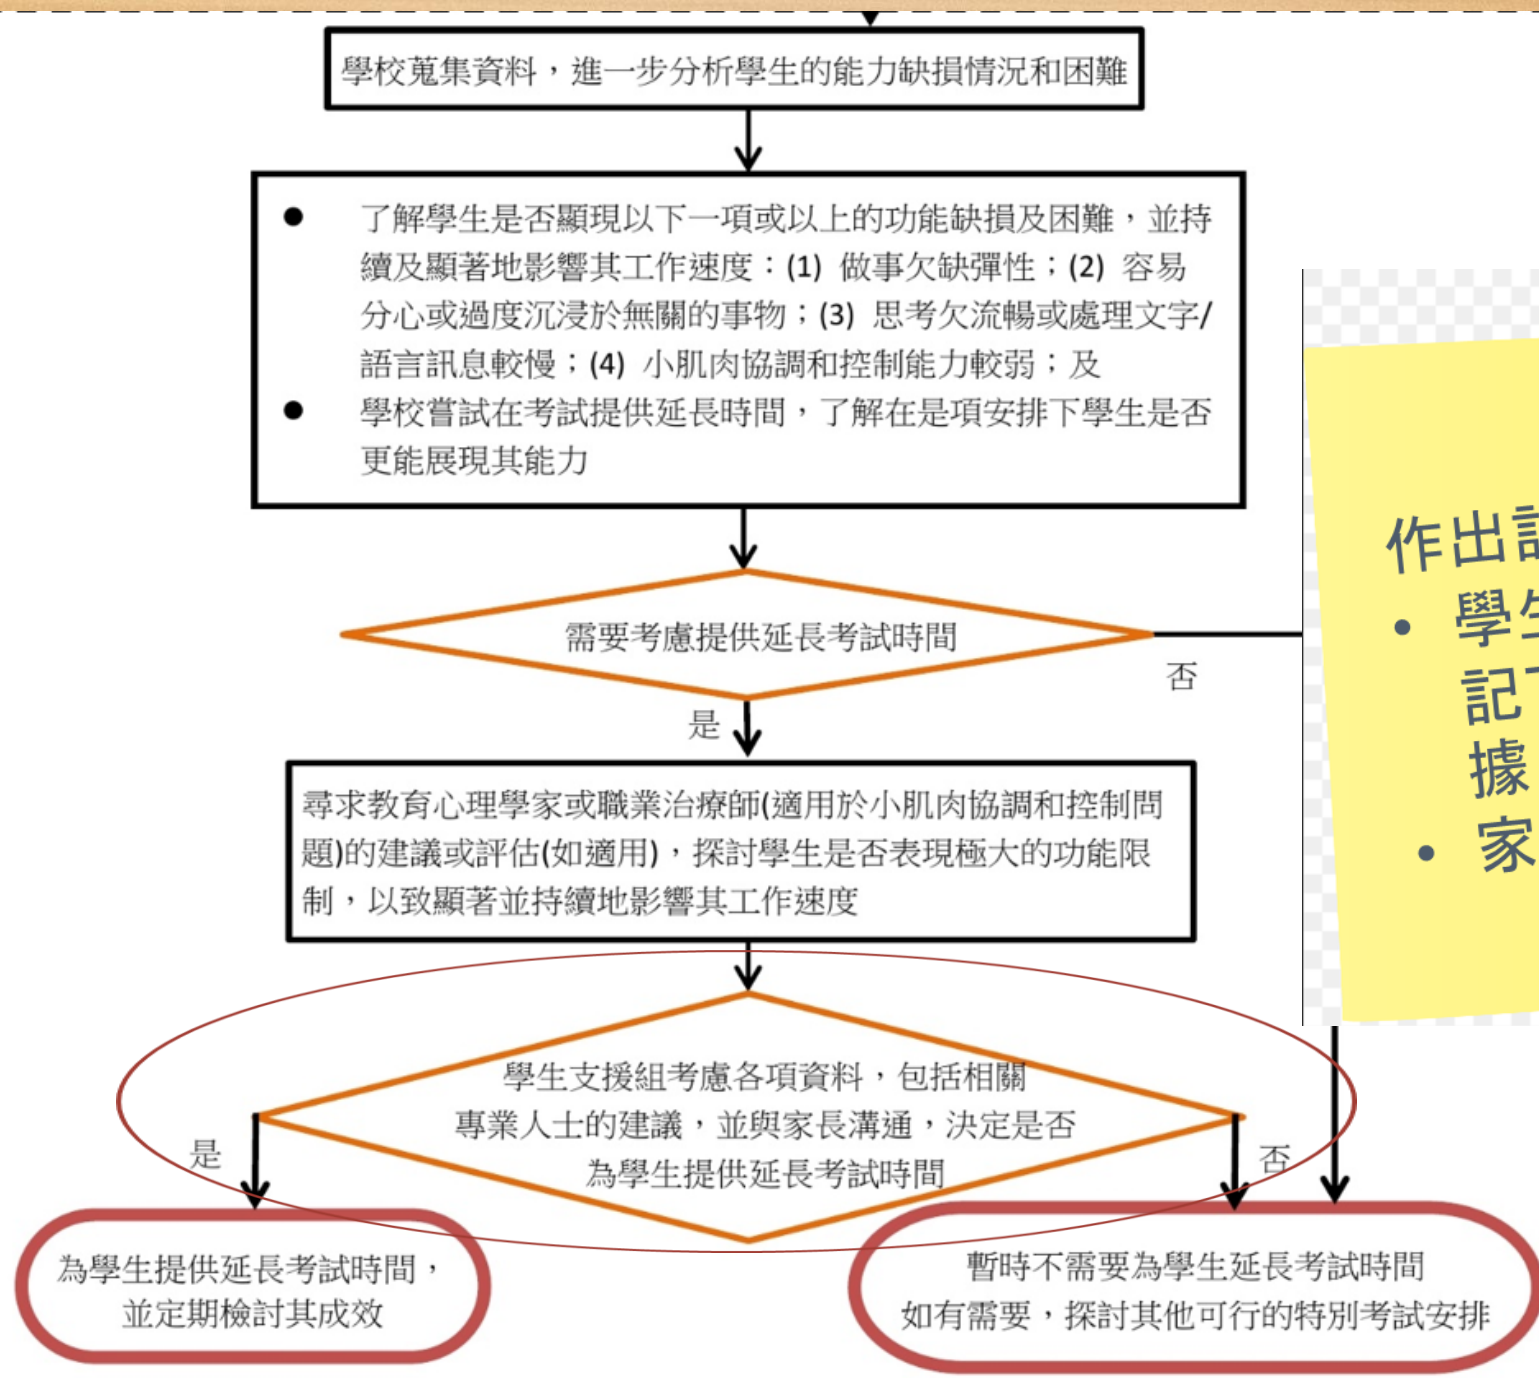 學校蒐集資料，進一步分析學生的能力缺損情況和困難
● 了解學生是否顯現以下一項或以上的功能缺損及困難，並持
續及顯著地影響其工作速度：(1) 做事欠缺彈性；(2) 容易
分心或過度沉浸於無關的事物；(3) 思考欠流暢或處理文字/
語言訊息較慢；(4) 小肌肉協調和控制能力較弱；及
● 學校嘗試在考試提供延長時間，了解在是項安排下學生是否
更能展現其能力
需要考慮提供延長考試時間
否
是
尋求教育心理學家或職業治療師(適用於小肌肉協調和控制問
題)的建議或評估(如適用)，探討學生是否表現極大的功能限
制，以致顯著並持續地影響其工作速度
學生支援組考慮各項資料，包括相關
專業人士的建議，並與家長溝通，決定是否
為學生提供延長考試時間
是
否
為學生提供延長考試時間，
並定期檢討其成效
暫時不需要為學生延長考試時間
如有需要，探討其他可行的特別考試安排
作出
• 學
記
據
• 家